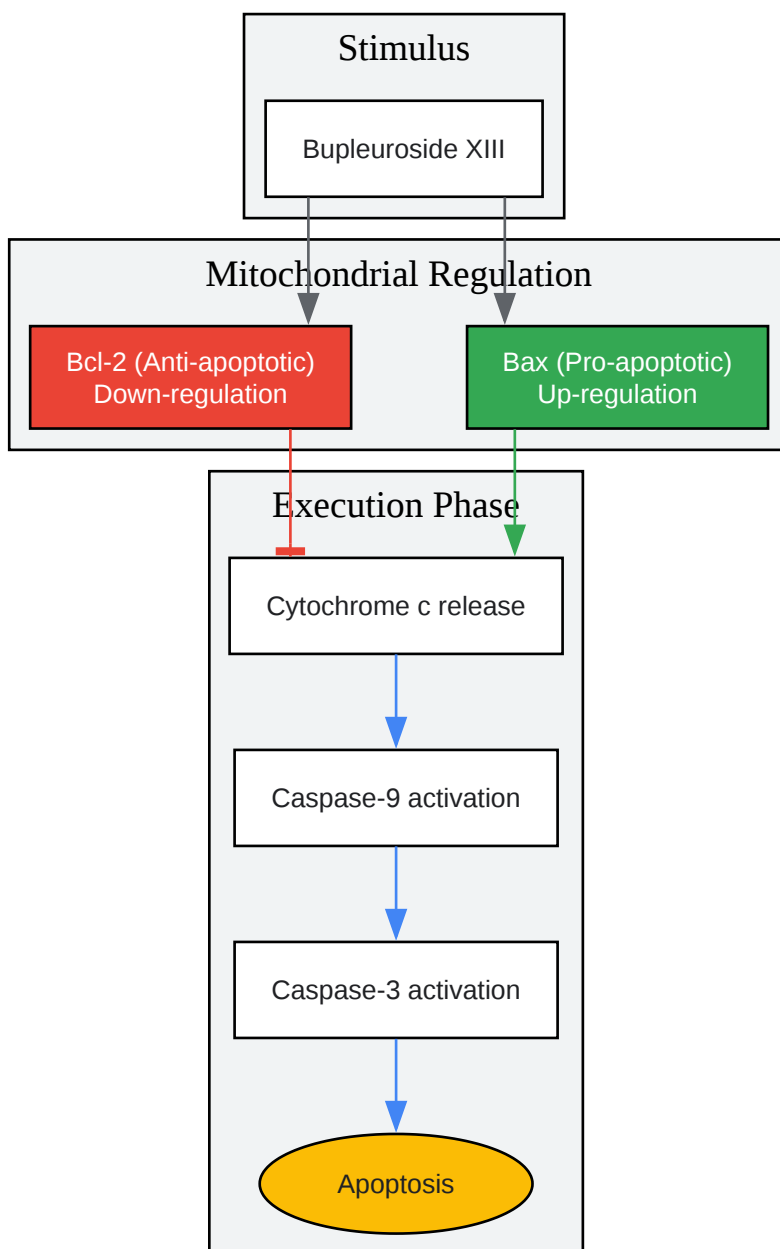 Stimulus
Bupleuroside XIII
Mitochondrial Regulation
Bcl-2 (Anti-apoptotic)
Down-regulation
Bax (Pro-apoptotic)
Up-regulation
Execution Phase
Cytochrome c release
Caspase-9 activation
Caspase-3 activation
Apoptosis